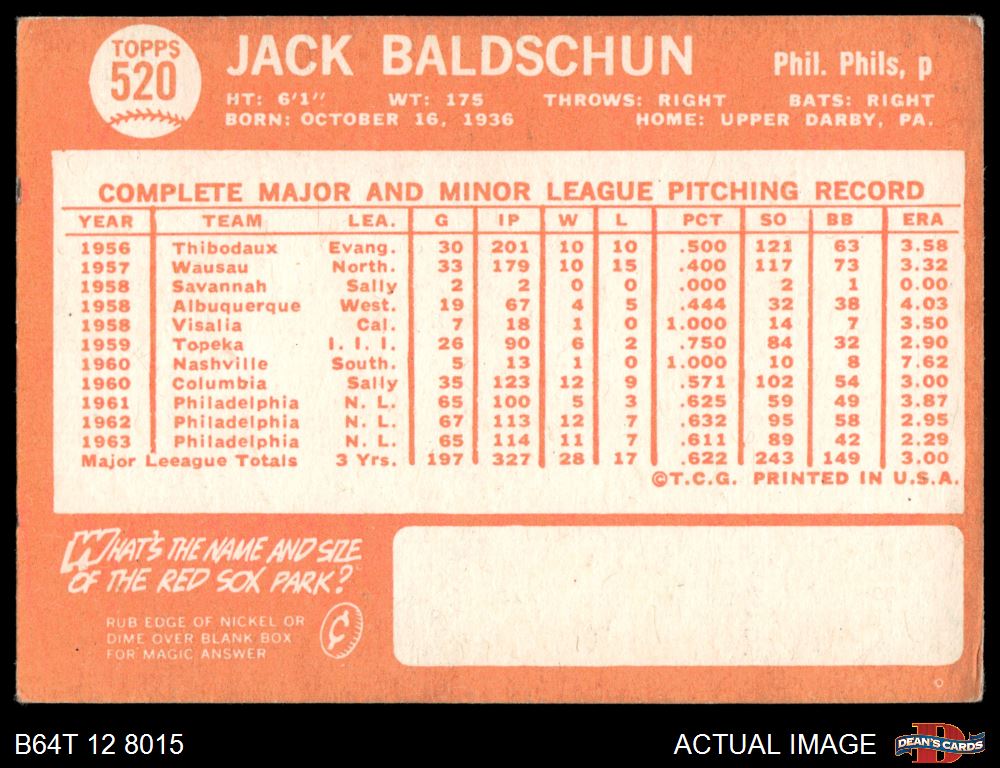 TOPPS
520
JACK BALDSCHUN
Phil. Phils, p
HT: 6'1" WT: 175 THROWS: RIGHT BATS: RIGHT
BORN: OCTOBER 16, 1936 HOME: UPPER DARBY, PA.
COMPLETE MAJOR AND MINOR LEAGUE PITCHING RECORD
YEAR TEAM LEA. G IP W L PCT SO BB ERA
1956 Thibodaux Evang. 30 201 10 10 .500 121 63 3.58
1957 Wausau North. 33 179 10 15 .400 117 73 3.32
1958 Savannah Sally 2 2 0 0 .000 2 1 0.00
1958 Albuquerque West. 19 67 4 5 .444 32 38 4.03
1958 Visalia Cal. 7 18 1 0 1.000 14 7 3.50
1959 Topeka I. I. I. 26 90 6 2 .750 84 32 2.90
1960 Nashville South. 5 13 1 0 1.000 10 8 7.62
1960 Columbia Sally 35 123 12 9 .571 102 54 3.00
1961 Philadelphia N. L. 65 100 5 3 .625 59 49 3.87
1962 Philadelphia N. L. 67 113 12 7 .632 95 58 2.95
1963 Philadelphia N. L. 65 114 11 7 .611 89 42 2.29
Major Leeague Totals 3 Yrs. 197 327 28 17 .622 243 149 3.00
©T.C.G. PRINTED IN U.S.A.
WHAT'S THE NAME AND SIZE
OF THE RED SOX PARK?
RUB EDGE OF NICKEL OR
DIME OVER BLANK BOX
FOR MAGIC ANSWER
¢
B64T 12 8015
ACTUAL IMAGE
D
DEAN'S CARDS